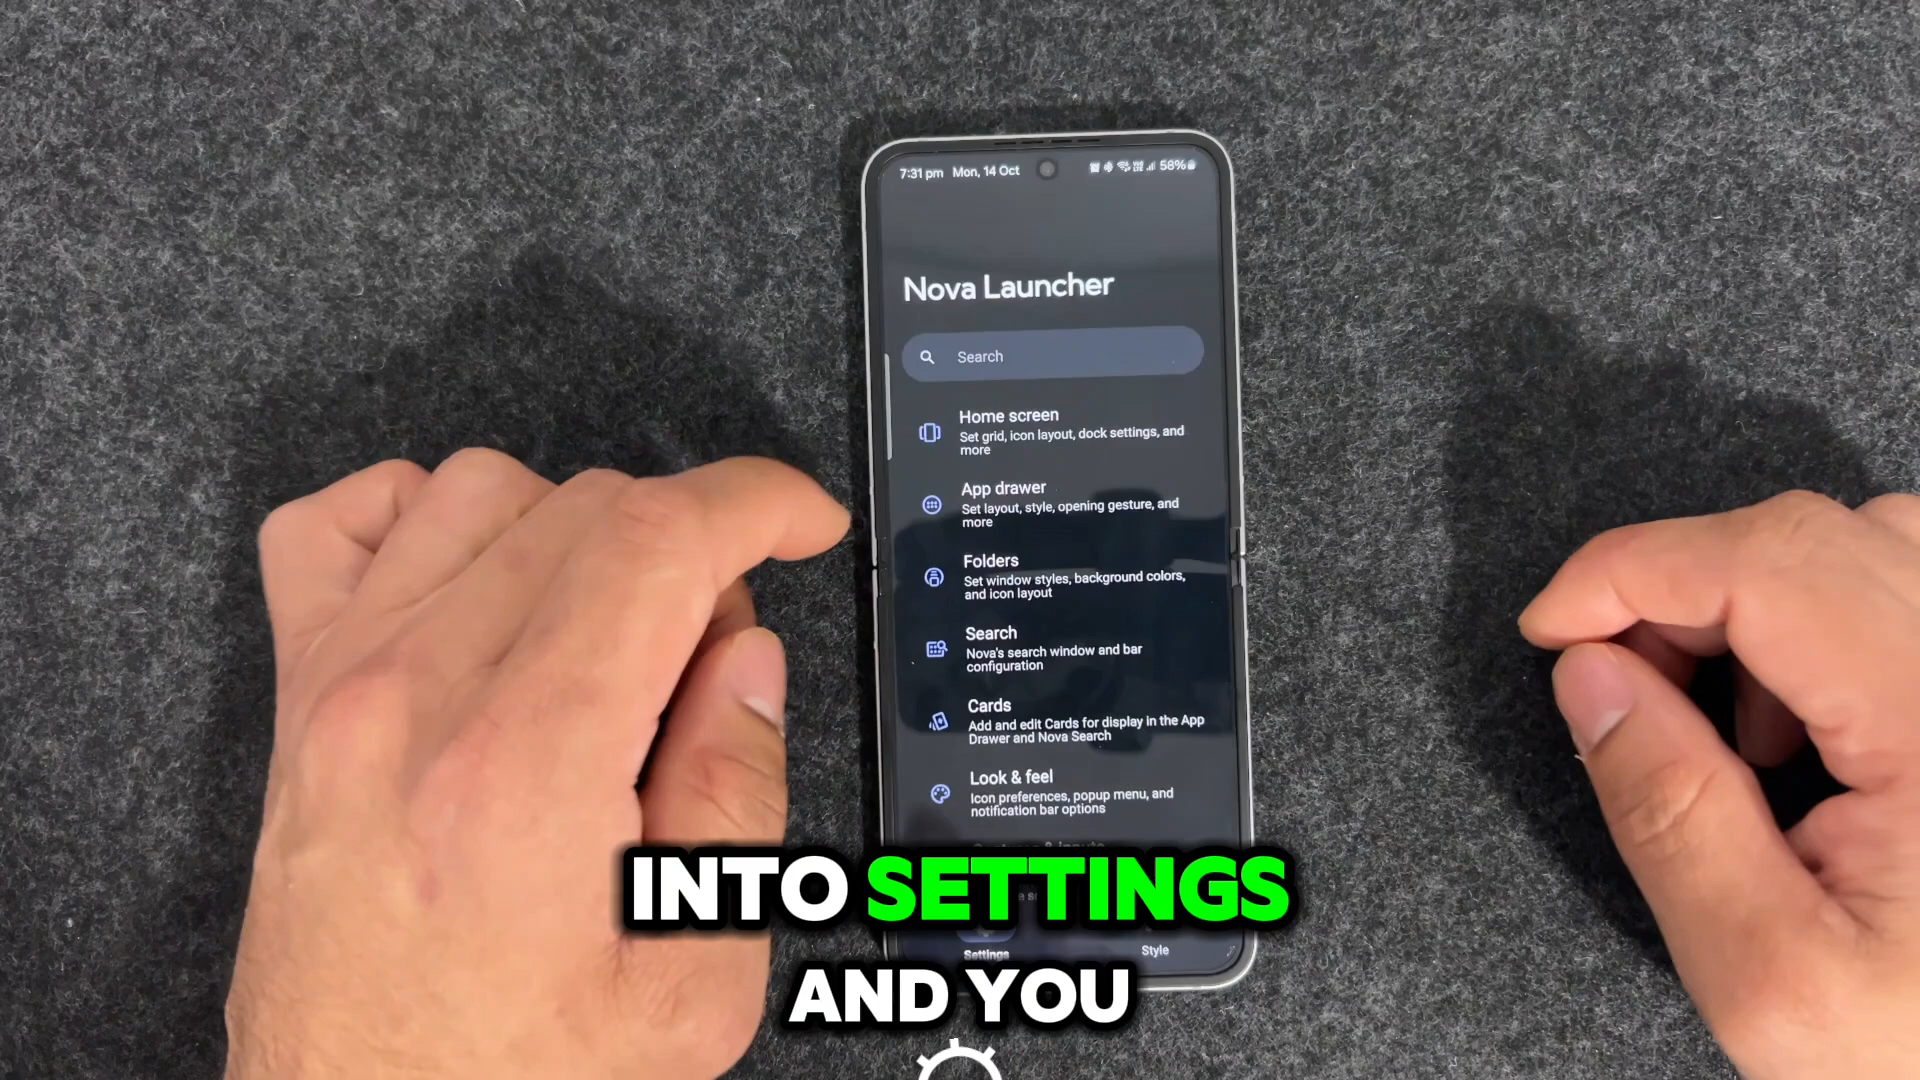 7:31 pm Mon, 14 Oct 58%
Nova Launcher
Search
Home screen
Set grid, icon layout, dock settings, and
more
App drawer
Set layout, style, opening gesture, and
more
Folders
Set window styles, background colors,
and icon layout
Search
Nova's search window and bar
configuration
Cards
Add and edit Cards for display in the App
Drawer and Nova Search
Look & feel
Icon preferences, popup menu, and
notification bar options
INTO SETTINGS
Settings Style
AND YOU